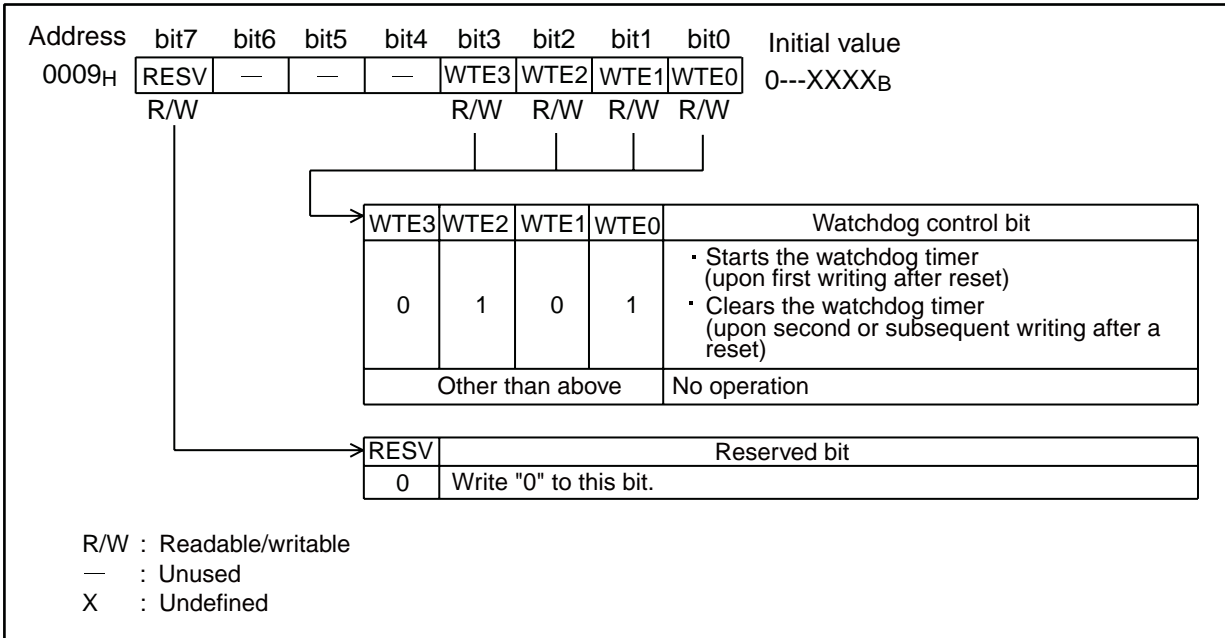 Address bit7 bit6 bit5 bit4 bit3 bit2 bit1 bit0 Initial value
0009H RESV — — — WTE3 WTE2 WTE1 WTE0 0---XXXXB
R/W R/W R/W R/W R/W
WTE3 WTE2 WTE1 WTE0 Watchdog control bit
0 1 0 1 · Starts the watchdog timer
(upon first writing after reset)
· Clears the watchdog timer
(upon second or subsequent writing after a
reset)
Other than above No operation
RESV Reserved bit
0 Write "0" to this bit.
R/W : Readable/writable
— : Unused
X : Undefined